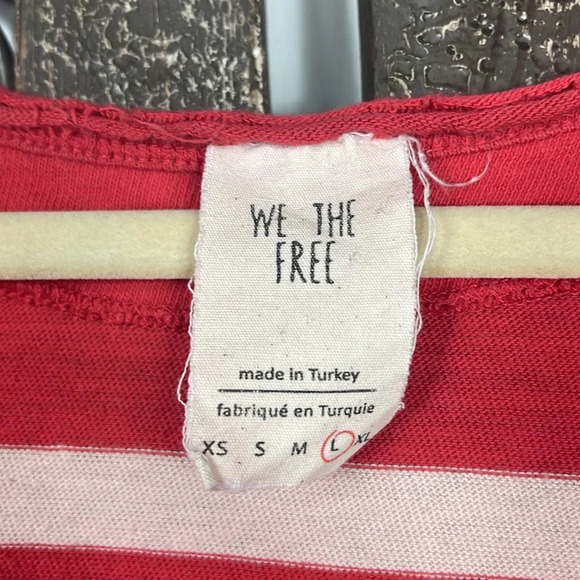 WE THE
FREE
made in Turkey
fabriqué en Turquie
XS S M L XL